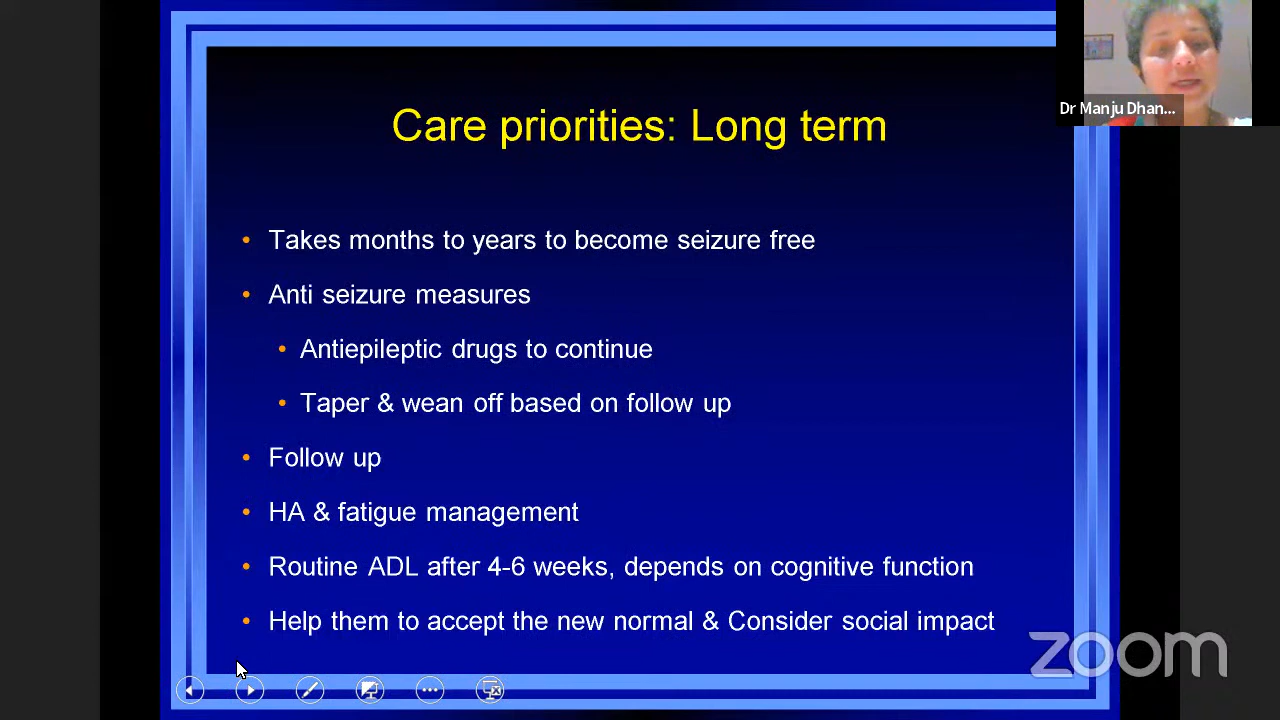 Care priorities: Long term
Dr Manju Dhan...
• Takes months to years to become seizure free
• Anti seizure measures
• Antiepileptic drugs to continue
• Taper & wean off based on follow up
• Follow up
• HA & fatigue management
• Routine ADL after 4-6 weeks, depends on cognitive function
• Help them to accept the new normal & Consider social impact
zoom